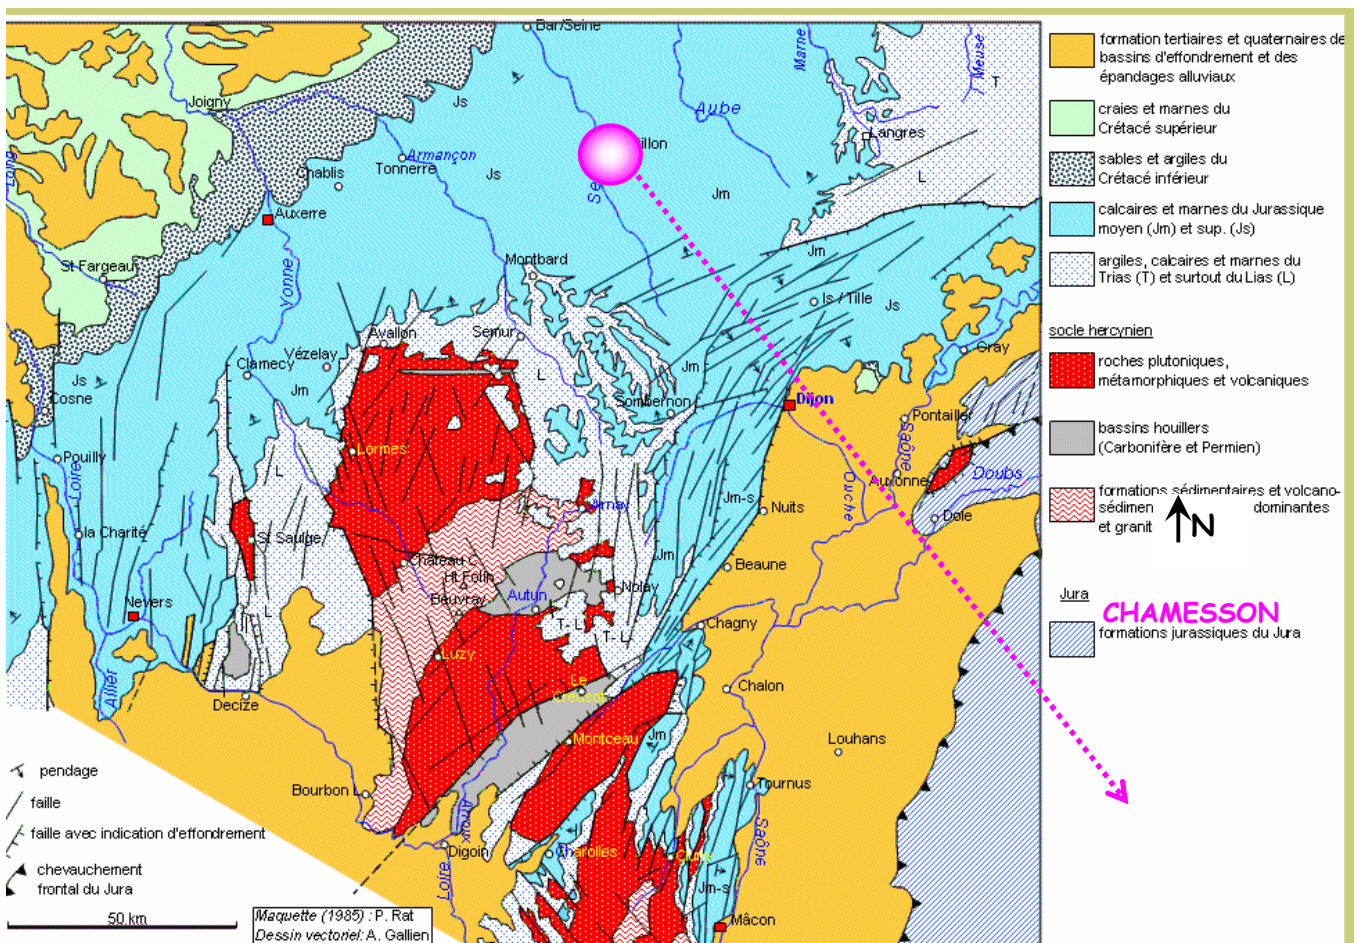 Bar/Seine
Marne
Meuse
T
Joigny
Js
Aube
Langres
Loing
Armançon
Tonnerre
Chablis
Js
illon
Se
Jm
L
Auxerre
St Fargeau
Yonne
Montbard
Jm
Is / Tille
Js
Avallon
Semur
Vézelay
Clamecy
Jm
L
Jm
Gray
Js
Cosne
Sombernon
Dijon
Pontailler
Saône
Lormes
Pouilly
L
Loire
Auxonne
Doubs
Ouche
Jm-s
Nuits
Arnay
Dole
la Charité
St Saulge
Château C.
Jm
Ht Folin
Nolay
Beaune
Beuvray
Autun
Nevers
L
T-L
T-L
Chagny
Luzy
Allier
Decize
Le
Creusot
Chalon
Jm
Montceau
Louhans
Bourbon L.
Tournus
Arroux
Saône
Digoin
Charolles
Cluny
Loire
Jm-s
Mâcon
pendage
faille
faille avec indication d'effondrement
chevauchement
frontal du Jura
50 km
Maquette (1985) : P. Rat
Dessin vectoriel: A. Gallien
formation tertiaires et quaternaires de
bassins d'effondrement et des
épandages alluviaux
craies et marnes du
Crétacé supérieur
sables et argiles du
Crétacé inférieur
calcaires et marnes du Jurassique
moyen (Jm) et sup. (Js)
argiles, calcaires et marnes du
Trias (T) et surtout du Lias (L)
socle hercynien
roches plutoniques,
métamorphiques et volcaniques
bassins houillers
(Carbonifère et Permien)
formations sédimentaires et volcano-
sédimen dominantes
et granit
N
Jura
CHAMESSON
formations jurassiques du Jura